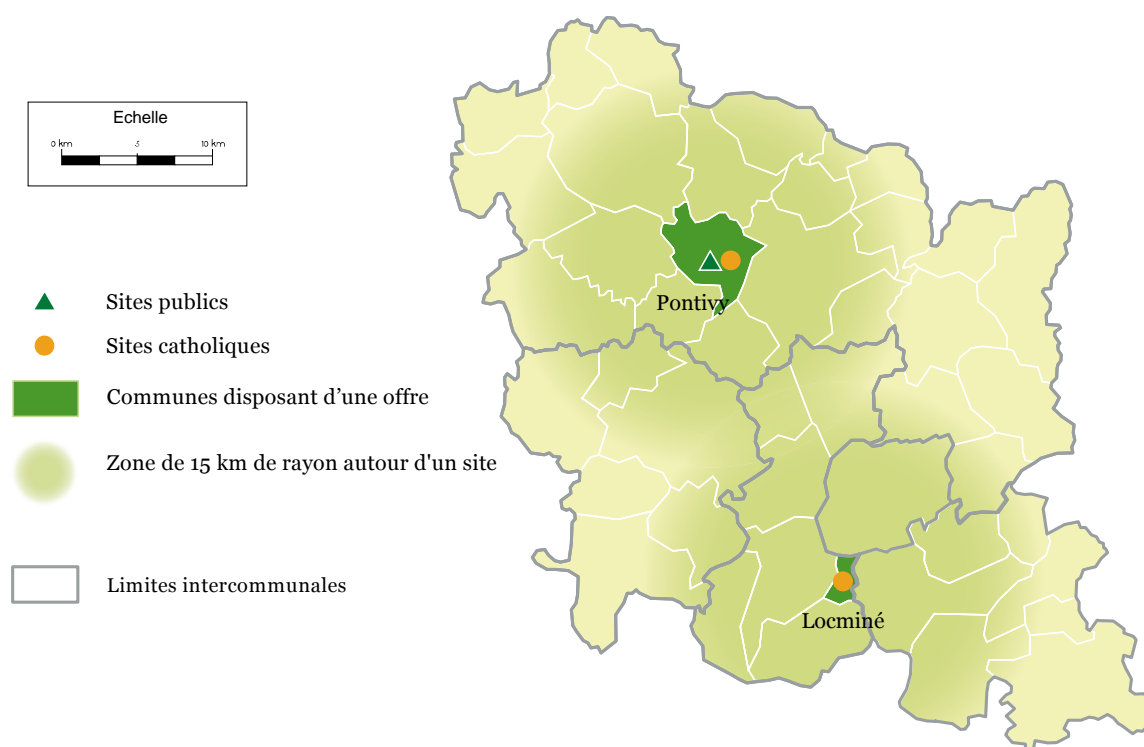 Echelle
0 km 5 10 km
Sites publics
Sites catholiques
Communes disposant d’une offre
Zone de 15 km de rayon autour d'un site
Limites intercommunales
Pontivy
Locminé